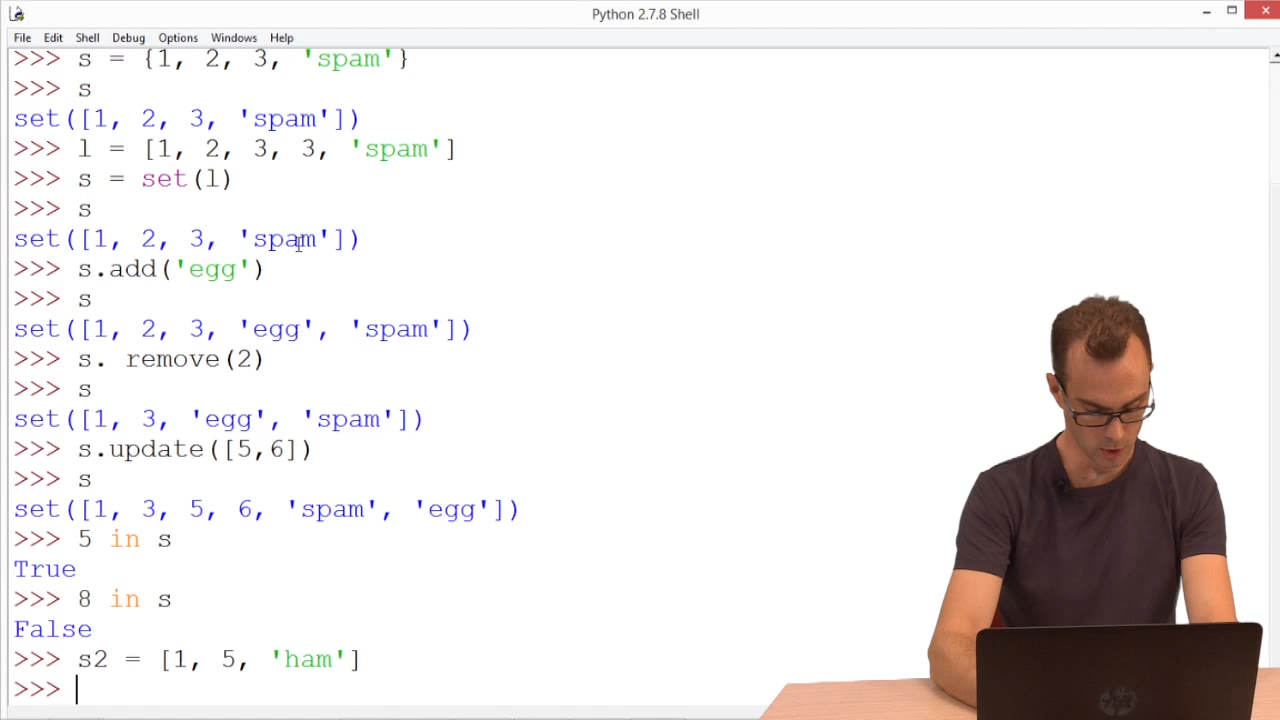 Python 2.7.8 Shell
File Edit Shell Debug Options Windows Help
>>> s = {1, 2, 3, 'spam'}
>>> s
set([1, 2, 3, 'spam'])
>>> l = [1, 2, 3, 3, 'spam']
>>> s = set(l)
>>> s
set([1, 2, 3, 'spam'])
>>> s.add('egg')
>>> s
set([1, 2, 3, 'egg', 'spam'])
>>> s. remove(2)
>>> s
set([1, 3, 'egg', 'spam'])
>>> s.update([5,6])
>>> s
set([1, 3, 5, 6, 'spam', 'egg'])
>>> 5 in s
True
>>> 8 in s
False
>>> s2 = [1, 5, 'ham']
>>>